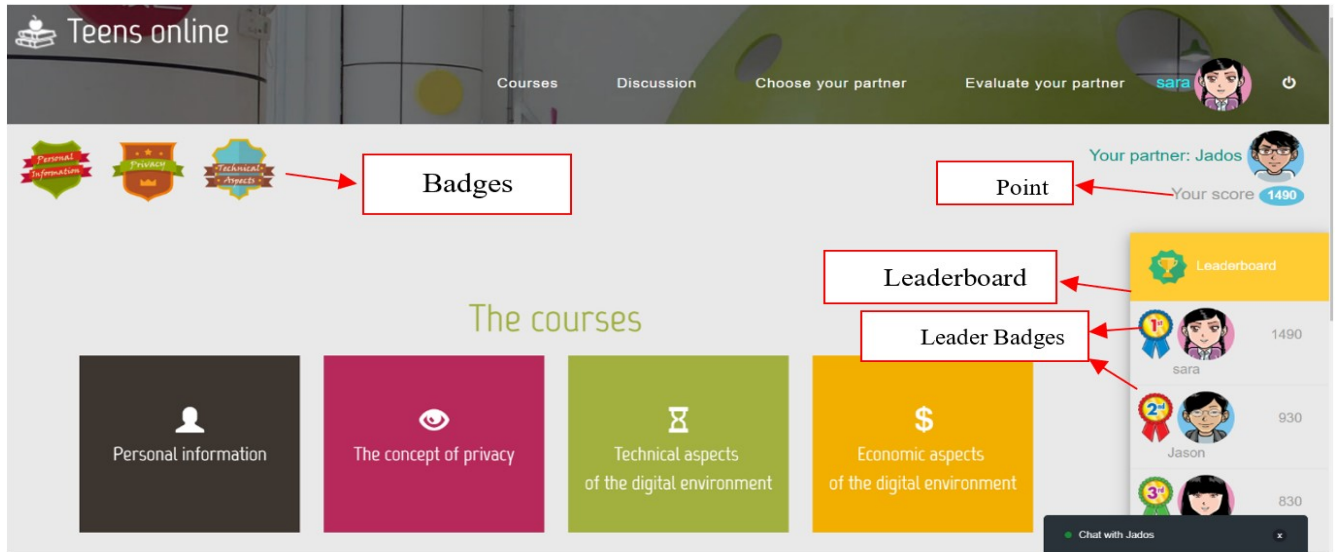 Teens online
Courses Discussion Choose your partner Evaluate your partner sara
Personal
Information
Privacy
Technical
Aspects
Badges
Your partner: Jados
Point
Your score 1490
Leaderboard
Leaderboard
The courses
Leader Badges
1st
1490
sara
2nd
930
Jason
3rd
830
Personal information
The concept of privacy
Technical aspects
of the digital environment
$
Economic aspects
of the digital environment
Chat with Jados x